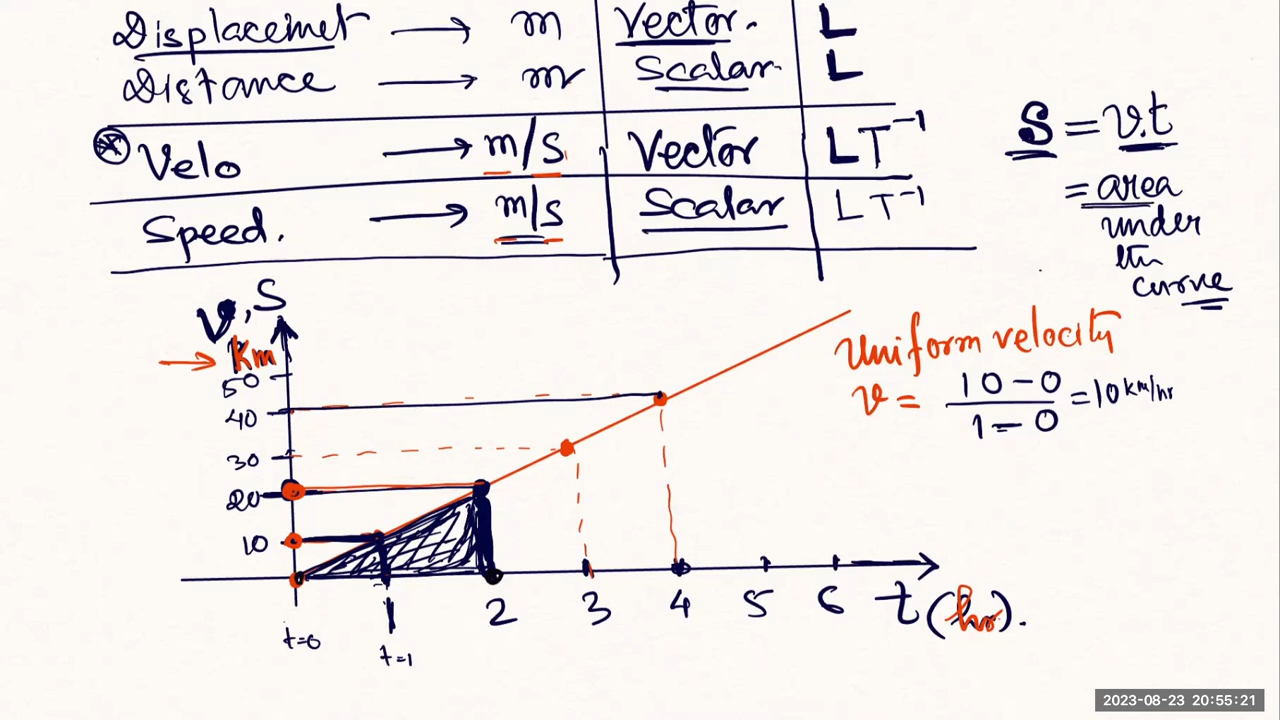 Displacemet → m Vector. L
Distance → m Scalar. L
Velo → m/s Vector LT⁻¹
Speed. → m/s Scalar LT⁻¹
S = v.t
= area
under
the
curve
v, S
→ Km
50
40
30
20
10
t=0
1
t=1
2
3
4
5
6
t (hr).
Uniform velocity
v = 10-0/1-0 = 10 km/hr
2023-08-23 20:55:21